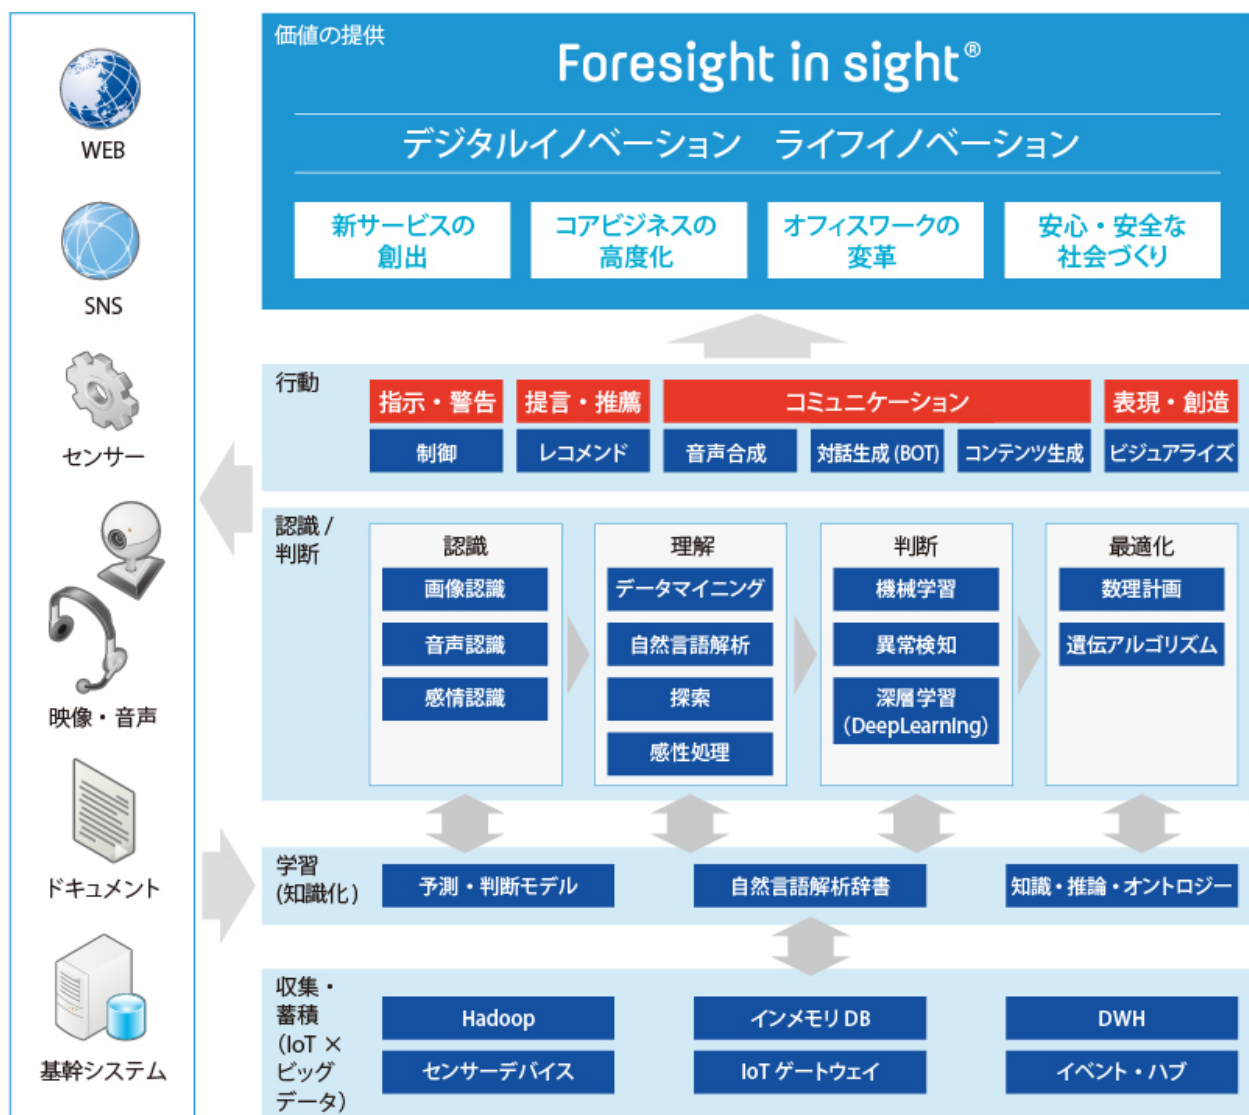 WEB
SNS
センサー
映像・音声
ドキュメント
基幹システム
価値の提供
Foresight in sight®
デジタルイノベーション ライフイノベーション
新サービスの
創出
コアビジネスの
高度化
オフィスワークの
変革
安心・安全な
社会づくり
行動
指示・警告
提言・推薦
コミュニケーション
表現・創造
制御
レコメンド
音声合成
対話生成(BOT)
コンテンツ生成
ビジュアライズ
認識 /
判断
認識
画像認識
音声認識
感情認識
理解
データマイニング
自然言語解析
探索
感性処理
判断
機械学習
異常検知
深層学習
(DeepLearning)
最適化
数理計画
遺伝アルゴリズム
学習
(知識化)
予測・判断モデル
自然言語解析辞書
知識・推論・オントロジー
収集・
蓄積
(IoT ×
ビッグ
データ)
Hadoop
インメモリ DB
DWH
センサーデバイス
IoT ゲートウェイ
イベント・ハブ